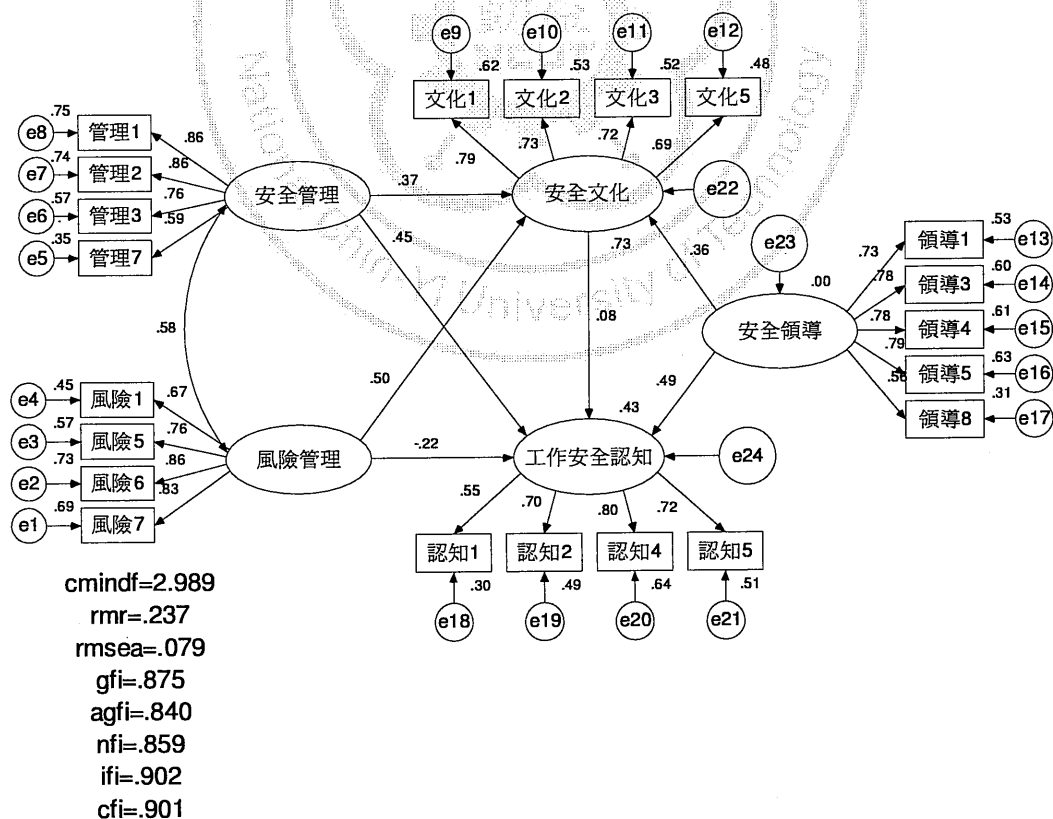 e9 e10 e11 e12
.62 .53 .52 .48
文化1 文化2 文化3 文化5
.79 .73 .72 .69
安全文化
e22
e8 .75 管理1 .86
e7 .74 管理2 .86
e6 .57 管理3 .76
e5 .35 管理7 .59
安全管理
.37
.45
.73
.36
.08
.58
.50
-.22
.49
.43
e23
.00
安全領導
.73 領導1 .53 e13
.78 領導3 .60 e14
.78 領導4 .61 e15
.79 領導5 .63 e16
.56 領導8 .31 e17
e4 .45 風險1 .67
e3 .57 風險5 .76
e2 .73 風險6 .86
e1 .69 風險7 .83
風險管理
工作安全認知
e24
.55 .70 .80 .72
認知1 認知2 認知4 認知5
.30 .49 .64 .51
e18 e19 e20 e21
cmindf=2.989
rmr=.237
rmsea=.079
gfi=.875
agfi=.840
nfi=.859
ifi=.902
cfi=.901
National Chin-Yi University of Technology